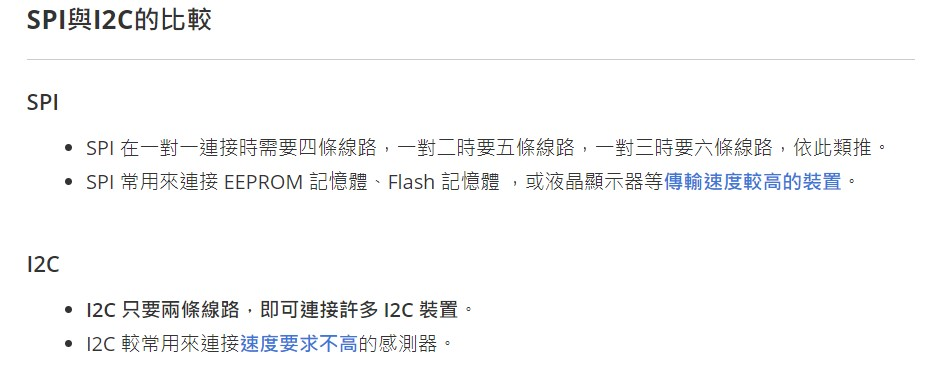 SPI與I2C的比較
SPI
• SPI 在一對一連接時需要四條線路，一對二時要五條線路，一對三時要六條線路，依此類推。
• SPI 常用來連接 EEPROM 記憶體、Flash 記憶體 ，或液晶顯示器等傳輸速度較高的裝置。
I2C
• I2C 只要兩條線路，即可連接許多 I2C 裝置。
• I2C 較常用來連接速度要求不高的感測器。